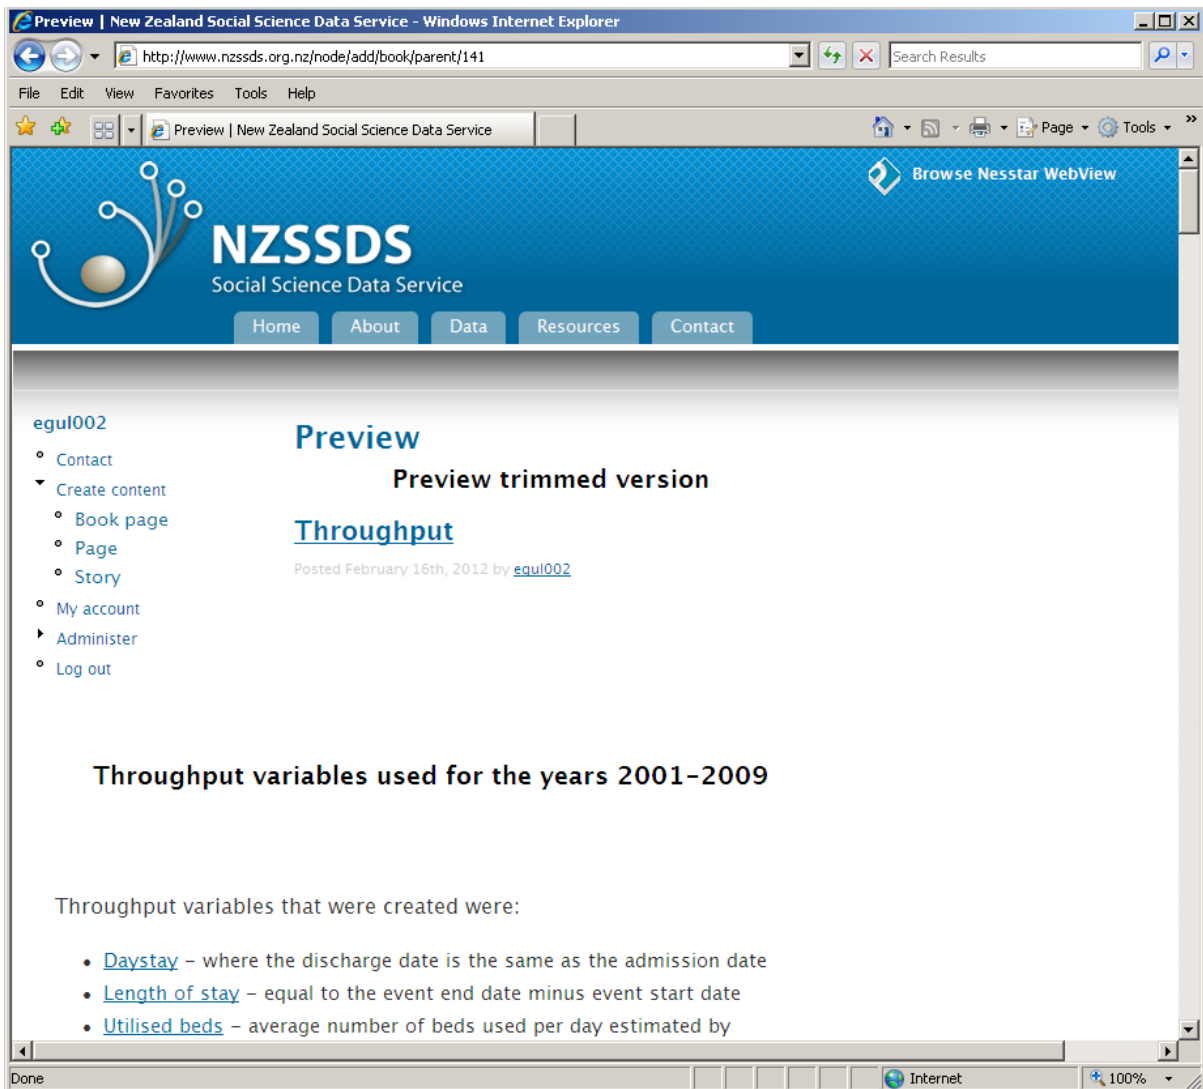 Preview | New Zealand Social Science Data Service - Windows Internet Explorer
http://www.nzssds.org.nz/node/add/book/parent/141
Search Results
File Edit View Favorites Tools Help
Preview | New Zealand Social Science Data Service
Page Tools »
Browse Nesstar WebView
NZSSDS
Social Science Data Service
Home About Data Resources Contact
egul002
Contact
Create content
Book page
Page
Story
My account
Administer
Log out
Preview
Preview trimmed version
Throughput
Posted February 16th, 2012 by egul002
Throughput variables used for the years 2001–2009
Throughput variables that were created were:
• Daystay – where the discharge date is the same as the admission date
• Length of stay – equal to the event end date minus event start date
• Utilised beds – average number of beds used per day estimated by
Done
Internet
100%